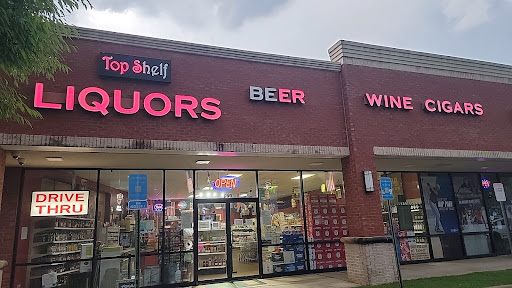 Top Shelf
LIQUORS
BEER
WINE CIGARS
OPEN
DRIVE
THRU